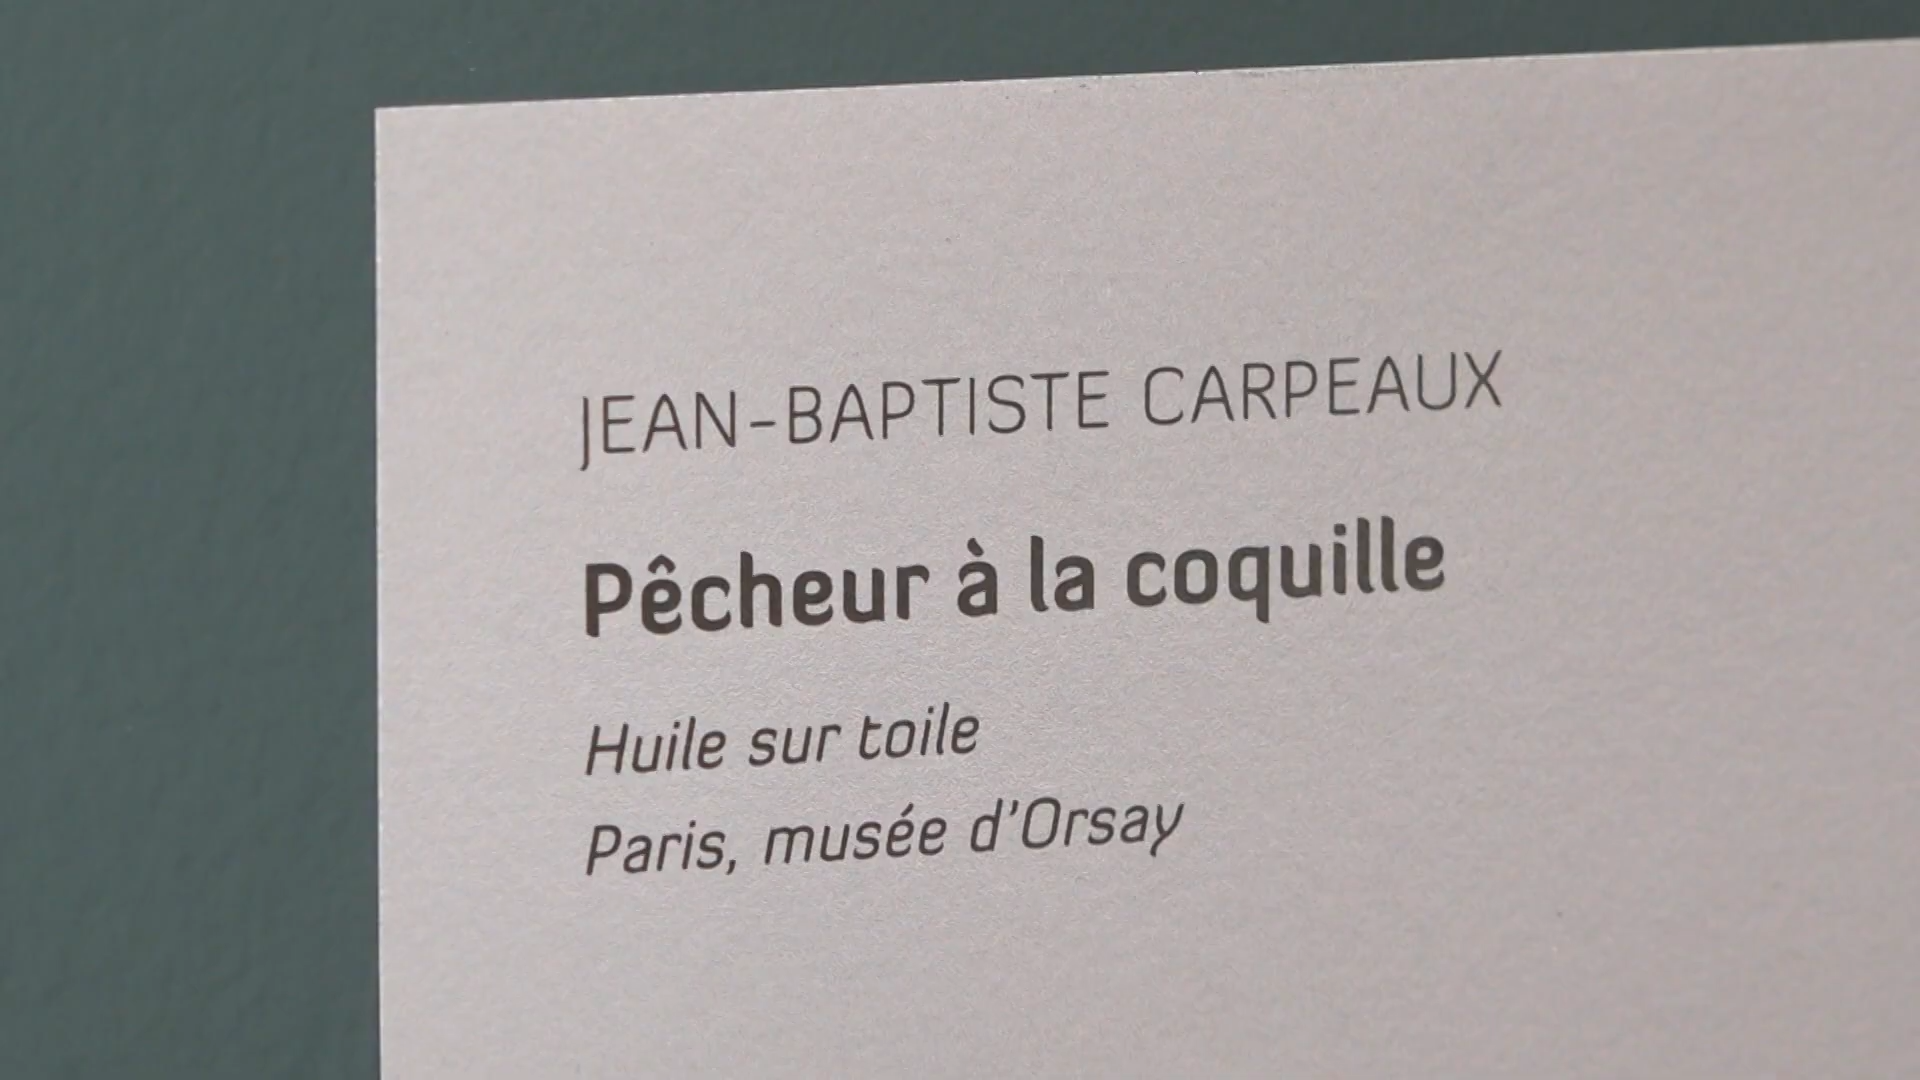 JEAN-BAPTISTE CARPEAUX
Pêcheur à la coquille
Huile sur toile
Paris, musée d'Orsay